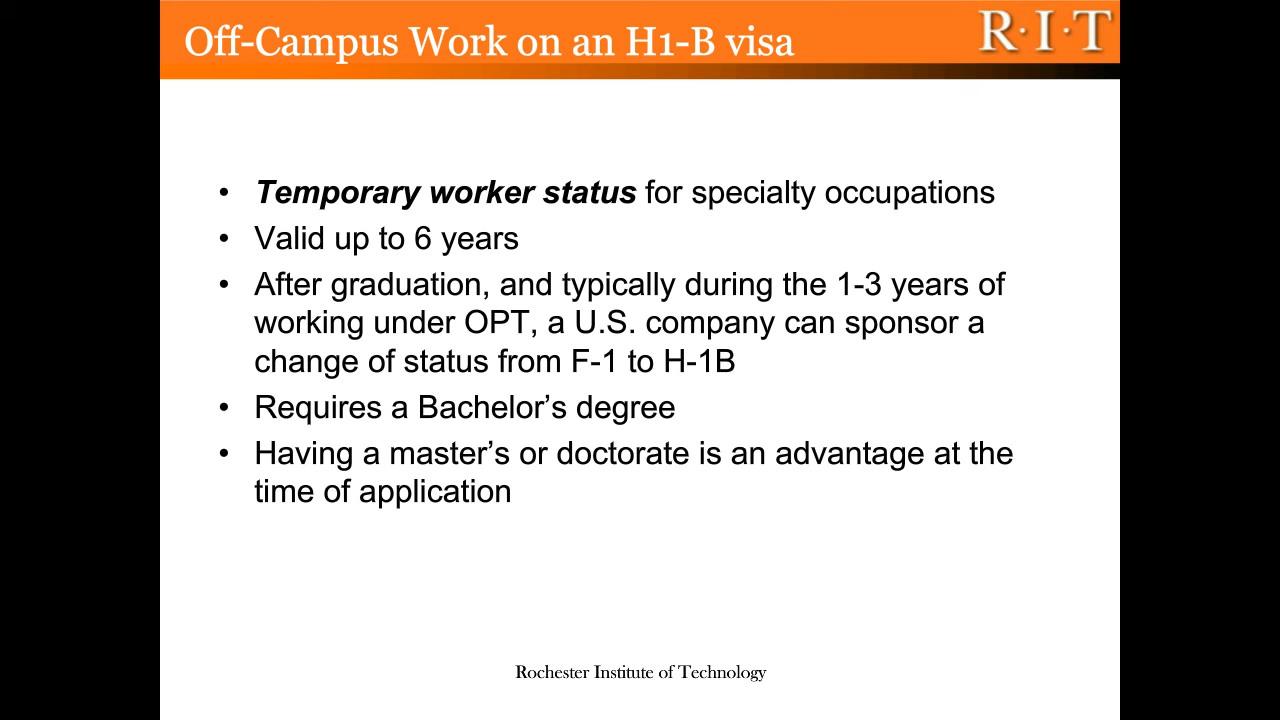 Off-Campus Work on an H1-B visa
R·I·T
• Temporary worker status for specialty occupations
• Valid up to 6 years
• After graduation, and typically during the 1-3 years of
working under OPT, a U.S. company can sponsor a
change of status from F-1 to H-1B
• Requires a Bachelor’s degree
• Having a master’s or doctorate is an advantage at the
time of application
Rochester Institute of Technology